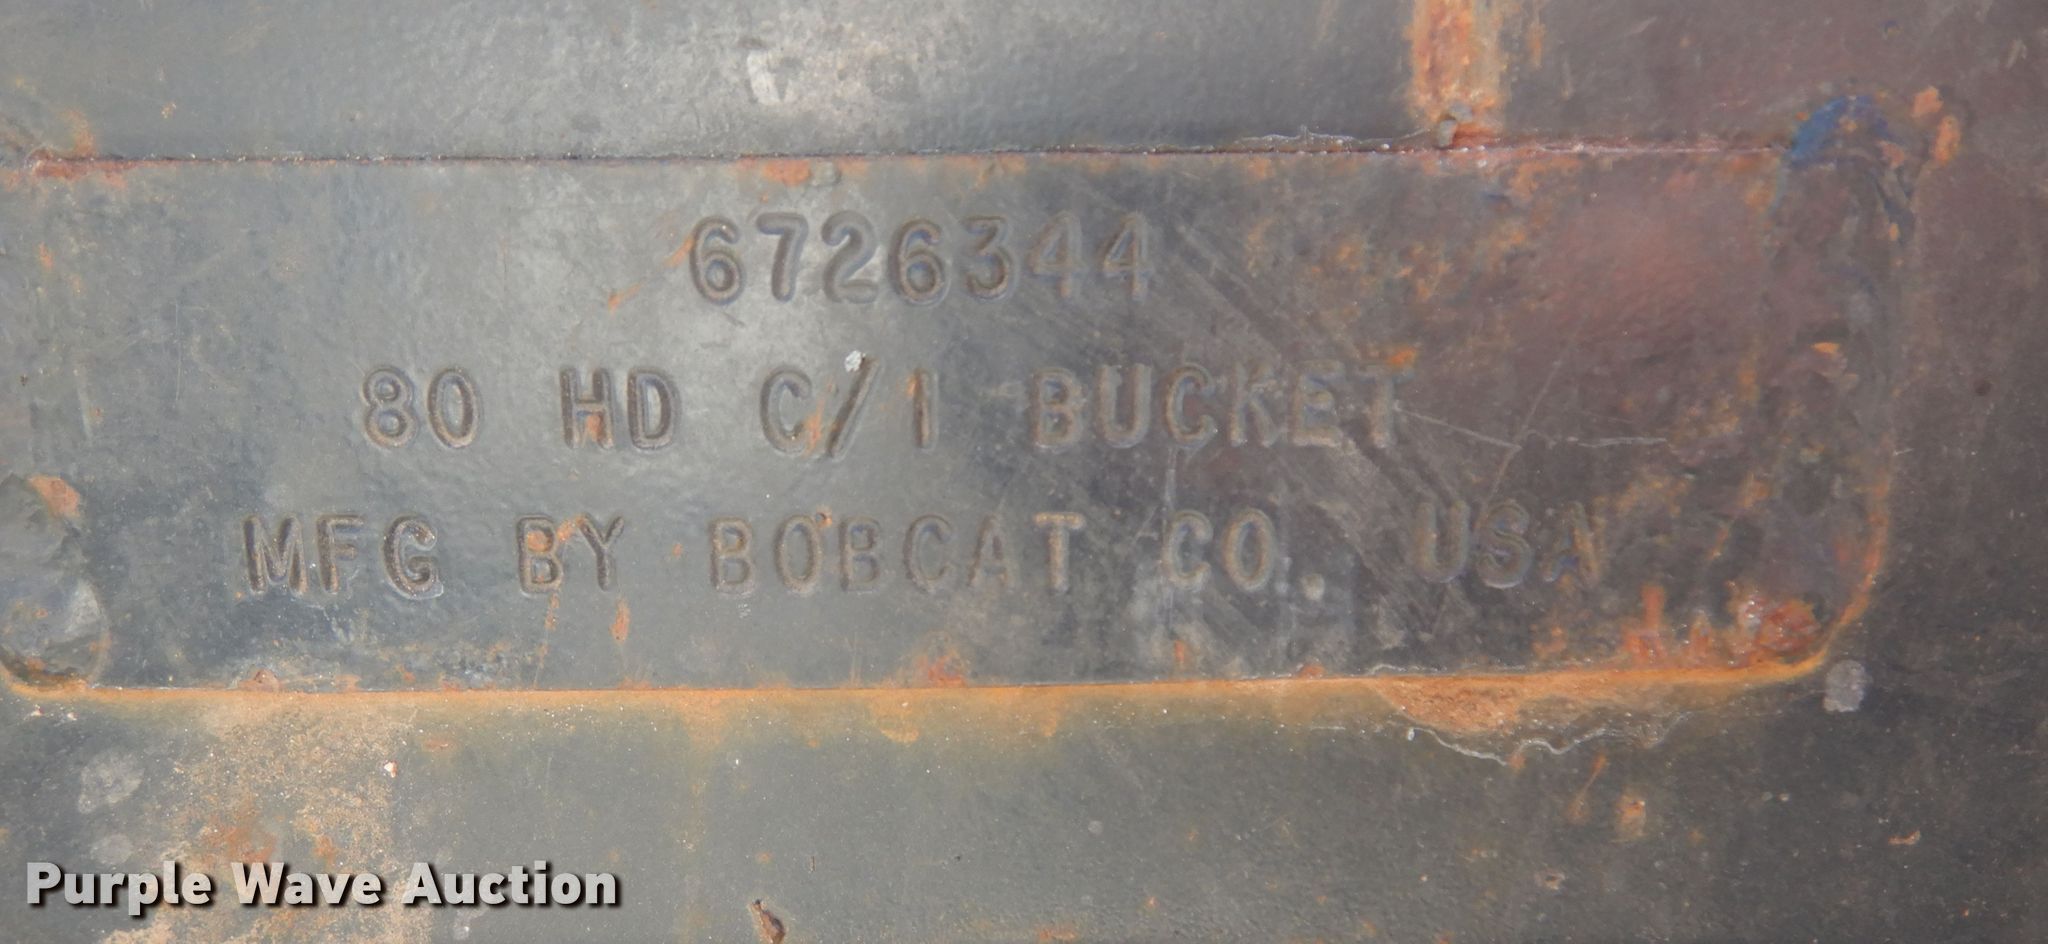 6726344
80 HD C/I BUCKET
MFG BY BOBCAT CO. USA
Purple Wave Auction